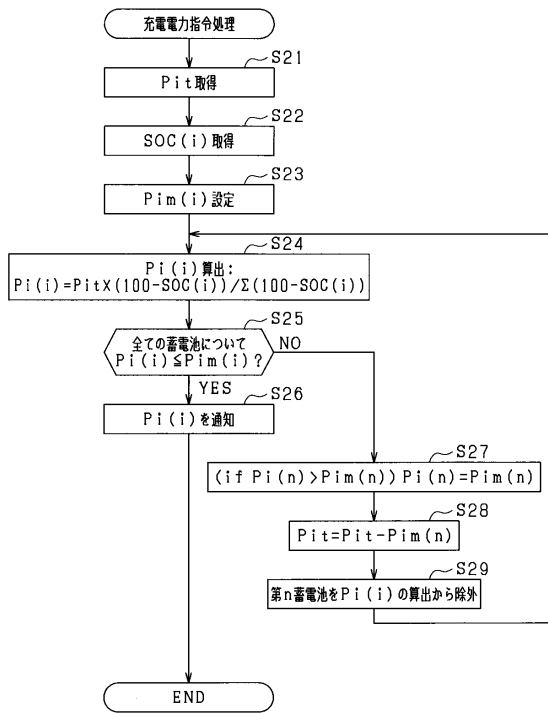 充電電力指令処理
S21
Pit取得
S22
SOC(i)取得
S23
Pim(i)設定
S24
Pi(i)算出:
Pi(i)=Pit×(100-SOC(i))/Σ(100-SOC(i))
S25
全ての蓄電池について
Pi(i)≦Pim(i)?
NO
YES
S26
Pi(i)を通知
S27
(if Pi(n)>Pim(n))Pi(n)=Pim(n)
S28
Pit=Pit-Pim(n)
S29
第n蓄電池をPi(i)の算出から除外
END